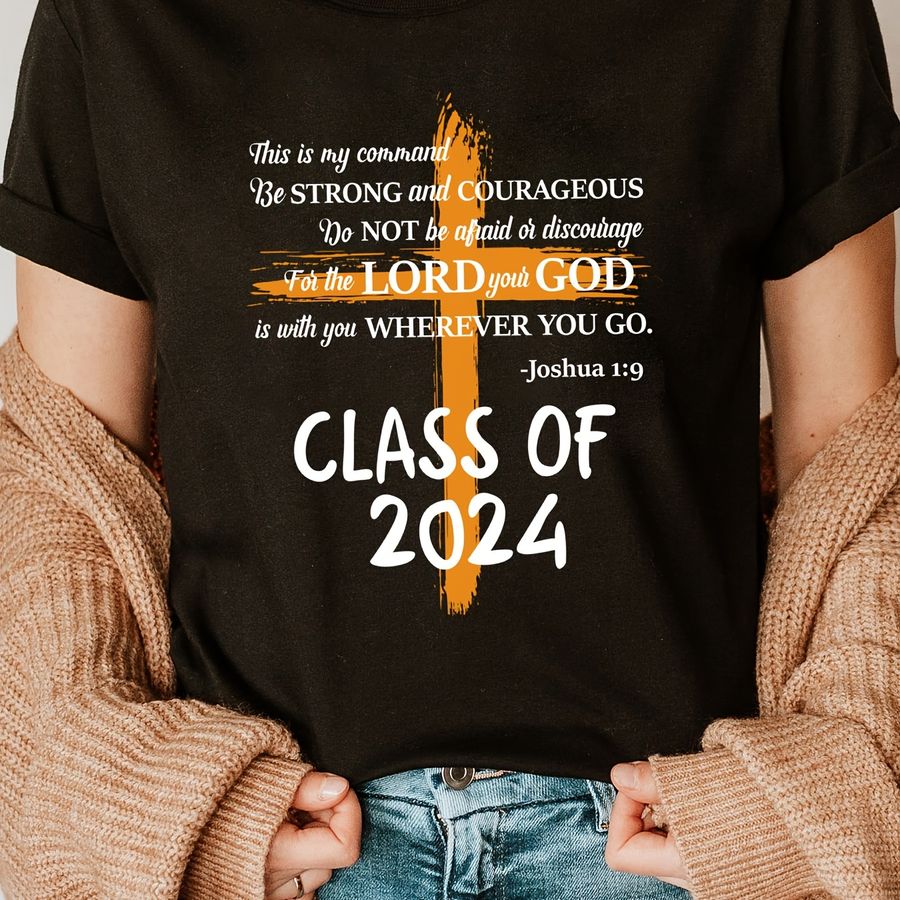 This is my command
Be STRONG and COURAGEOUS
Do NOT be afraid or discourage
For the LORD your GOD
is with you WHEREVER YOU GO.
-Joshua 1:9
CLASS OF
2024